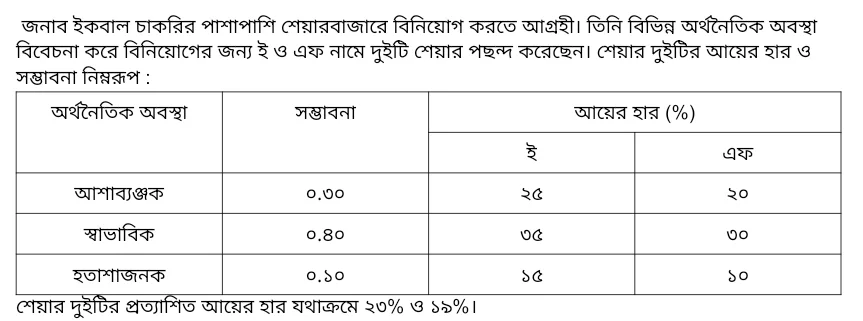 জনাব ইকবাল চাকরির পাশাপাশি শেয়ারবাজারে বিনিয়োগ করতে আগ্রহী। তিনি বিভিন্ন অর্থনৈতিক অবস্থা
বিবেচনা করে বিনিয়োগের জন্য ই ও এফ নামে দুইটি শেয়ার পছন্দ করেছেন। শেয়ার দুইটির আয়ের হার ও
সম্ভাবনা নিম্নরূপ :
অর্থনৈতিক অবস্থা সম্ভাবনা আয়ের হার (%)
ই এফ
আশাব্যঞ্জক ০.৩০ ২৫ ২০
স্বাভাবিক ০.৪০ ৩৫ ৩০
হতাশাজনক ০.১০ ১৫ ১০
শেয়ার দুইটির প্রত্যাশিত আয়ের হার যথাক্রমে ২৩% ও ১৯%।